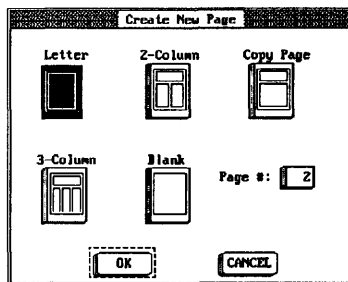 Create New Page
Letter 2-Column Copy Page
3-Column Blank Page #: 2
OK CANCEL